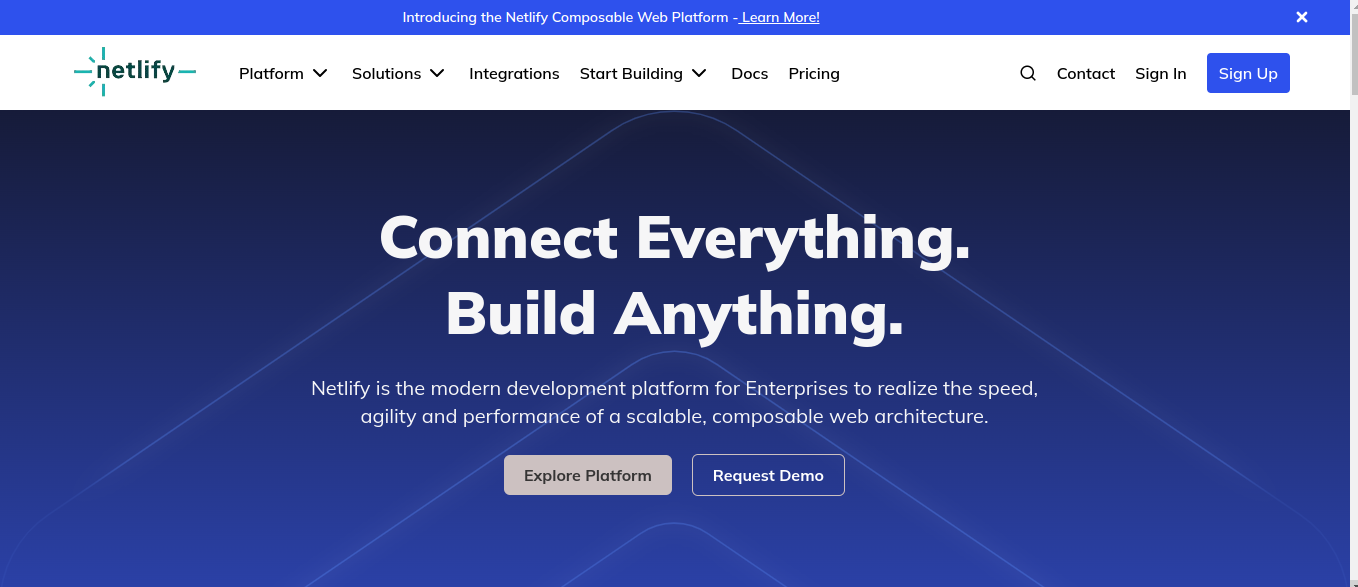 Introducing the Netlify Composable Web Platform - Learn More!
netlify
Platform
Solutions
Integrations
Start Building
Docs
Pricing
Contact
Sign In
Sign Up
Connect Everything.
Build Anything.
Netlify is the modern development platform for Enterprises to realize the speed,
agility and performance of a scalable, composable web architecture.
Explore Platform
Request Demo